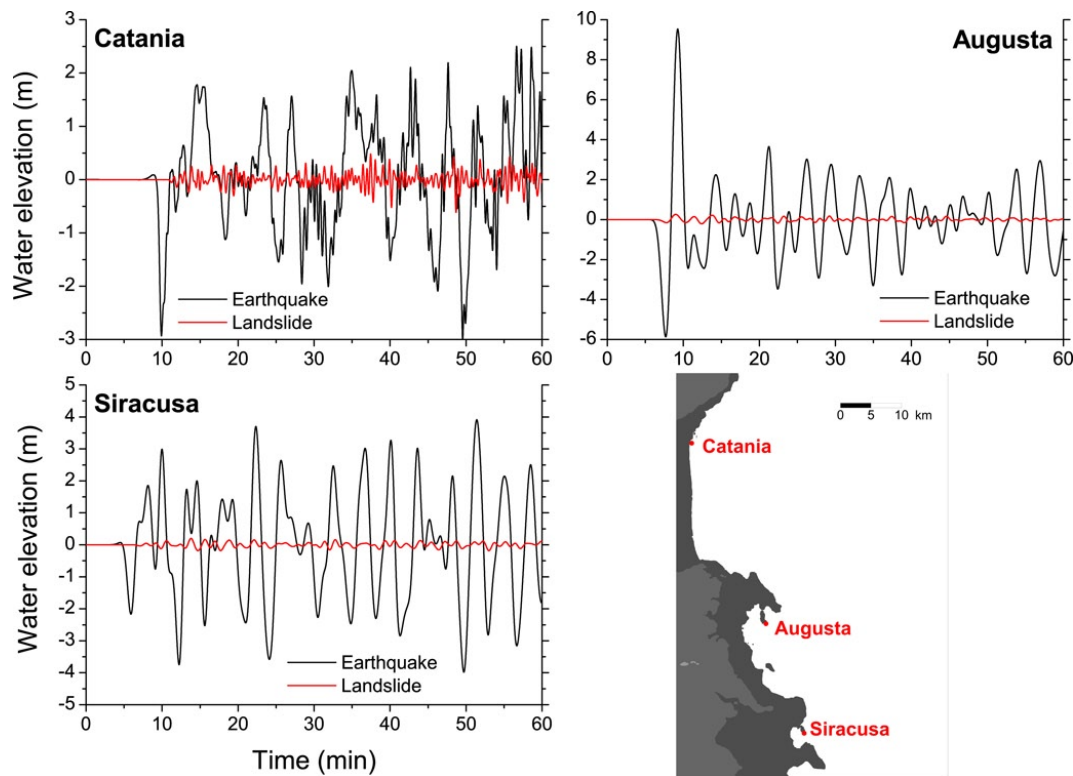 Catania
Water elevation (m)
3
2
1
0
-1
-2
-3
Earthquake
Landslide
0 10 20 30 40 50 60
Augusta
10
8
6
4
2
0
-2
-4
-6
Earthquake
Landslide
0 10 20 30 40 50 60
Siracusa
Water elevation (m)
5
4
3
2
1
0
-1
-2
-3
-4
-5
Earthquake
Landslide
0 10 20 30 40 50 60
Time (min)
0 5 10 km
Catania
Augusta
Siracusa